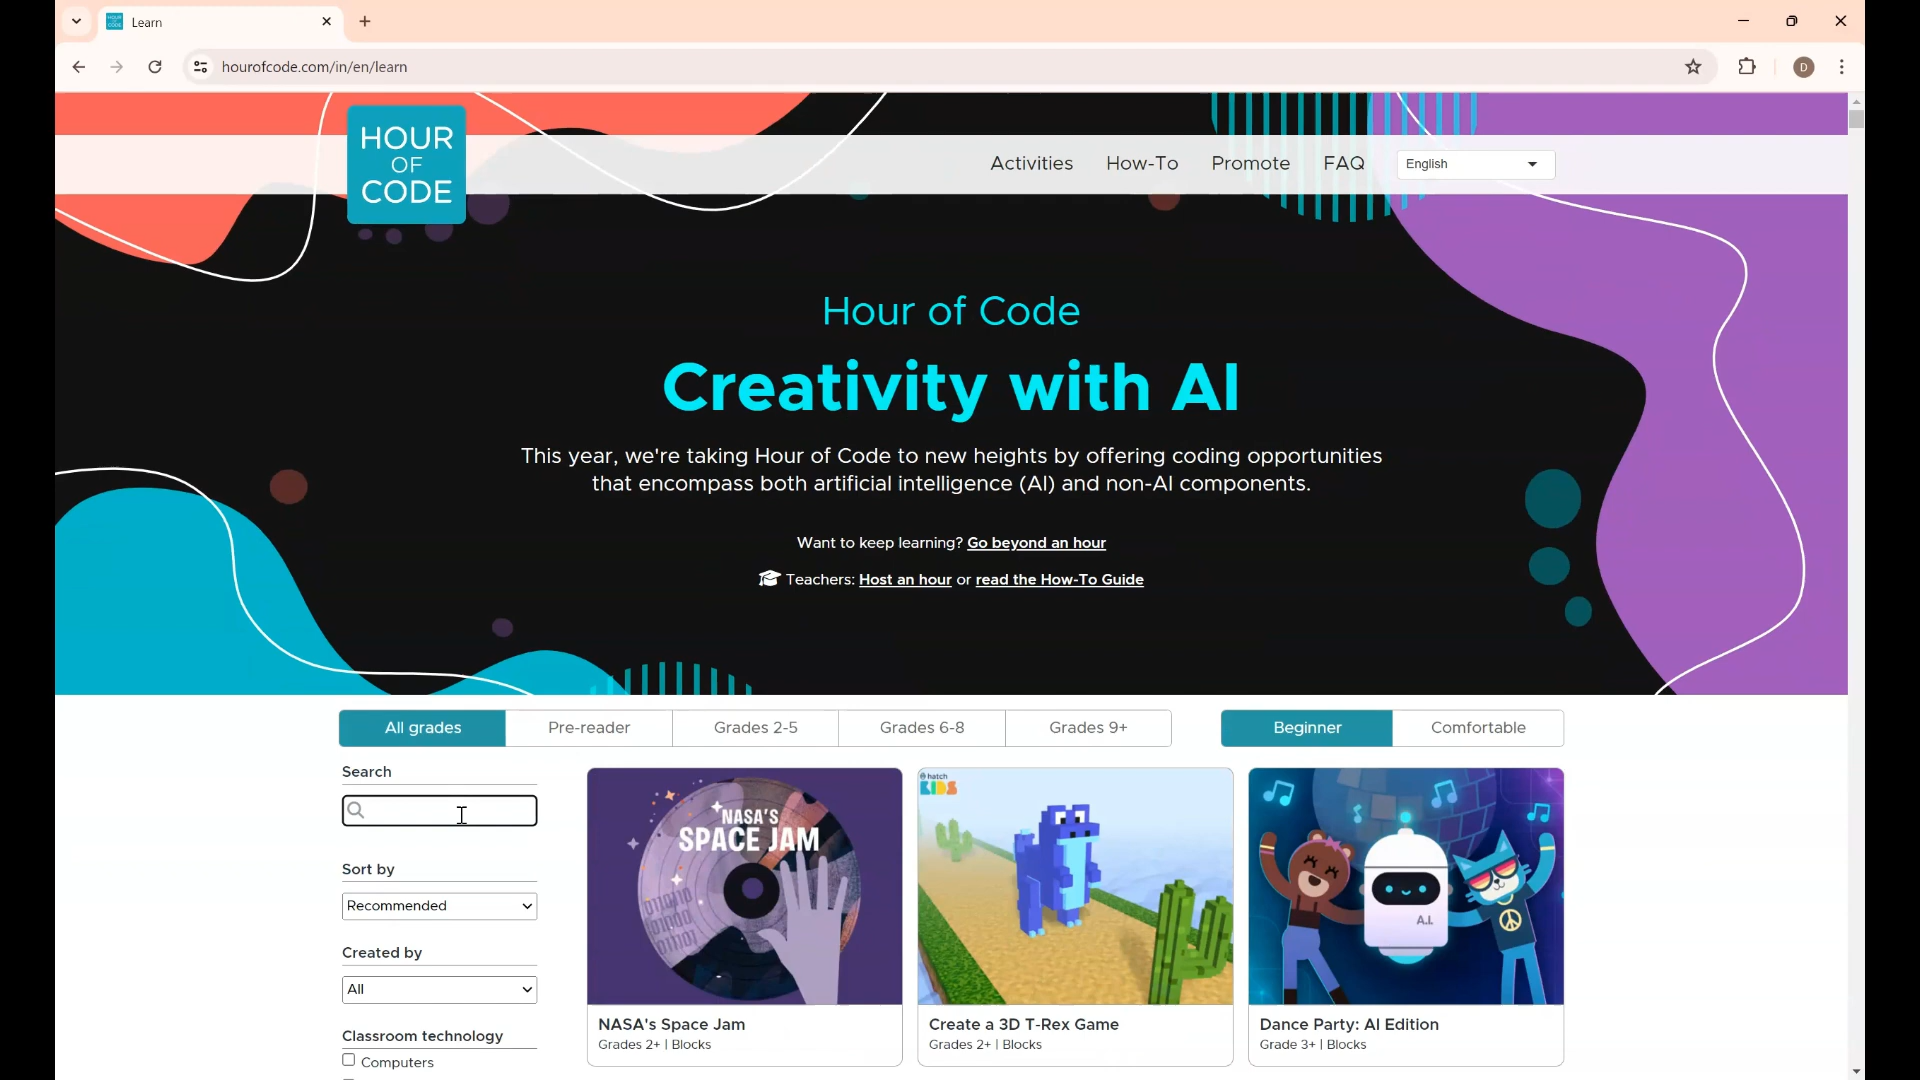 HOUR OF CODE
Learn
hourofcode.com/in/en/learn
D
HOUR
OF
CODE
Activities How-To Promote FAQ English
Hour of Code
Creativity with AI
This year, we're taking Hour of Code to new heights by offering coding opportunities
that encompass both artificial intelligence (AI) and non-AI components.
Want to keep learning? Go beyond an hour
Teachers: Host an hour or read the How-To Guide
All grades Pre-reader Grades 2-5 Grades 6-8 Grades 9+ Beginner Comfortable
Search
Sort by
Recommended
Created by
All
Classroom technology
Computers
NASA'S
SPACE JAM
NASA's Space Jam
Grades 2+ | Blocks
hatch
KIDS
Create a 3D T-Rex Game
Grades 2+ | Blocks
A.I.
Dance Party: AI Edition
Grade 3+ | Blocks